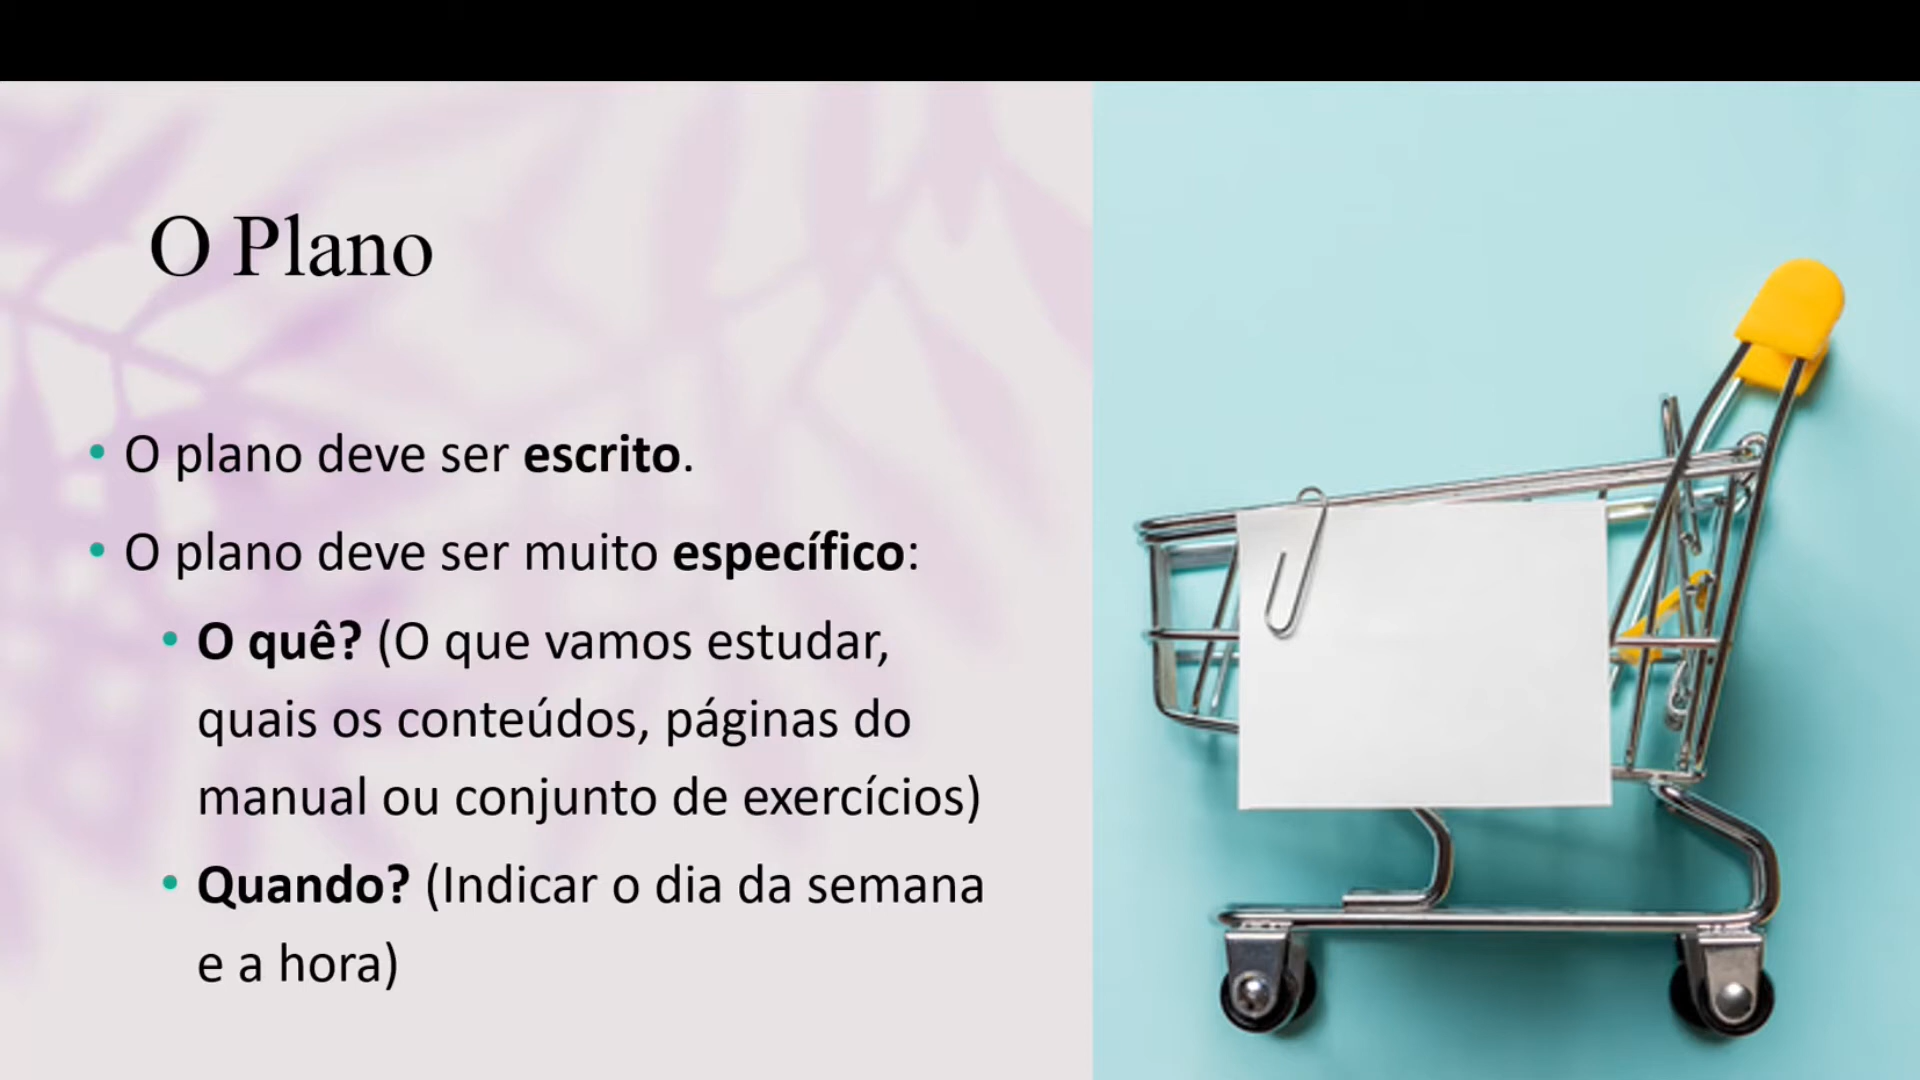 O Plano
• O plano deve ser escrito.
• O plano deve ser muito específico:
• O quê? (O que vamos estudar,
quais os conteúdos, páginas do
manual ou conjunto de exercícios)
• Quando? (Indicar o dia da semana
e a hora)